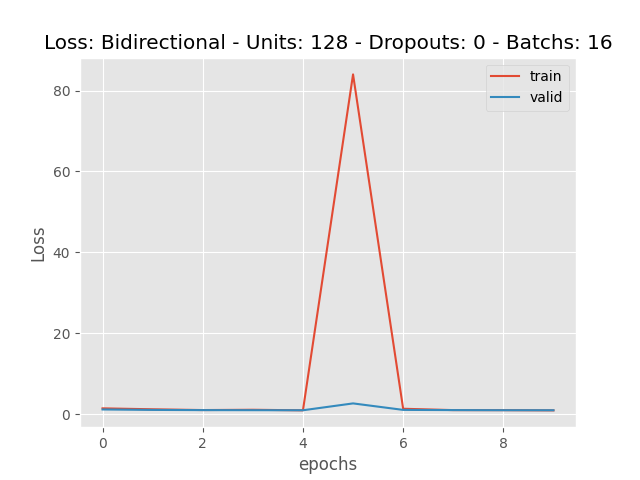 Loss: Bidirectional - Units: 128 - Dropouts: 0 - Batchs: 16
train
valid
80
60
40
20
0
Loss
0 2 4 6 8
epochs